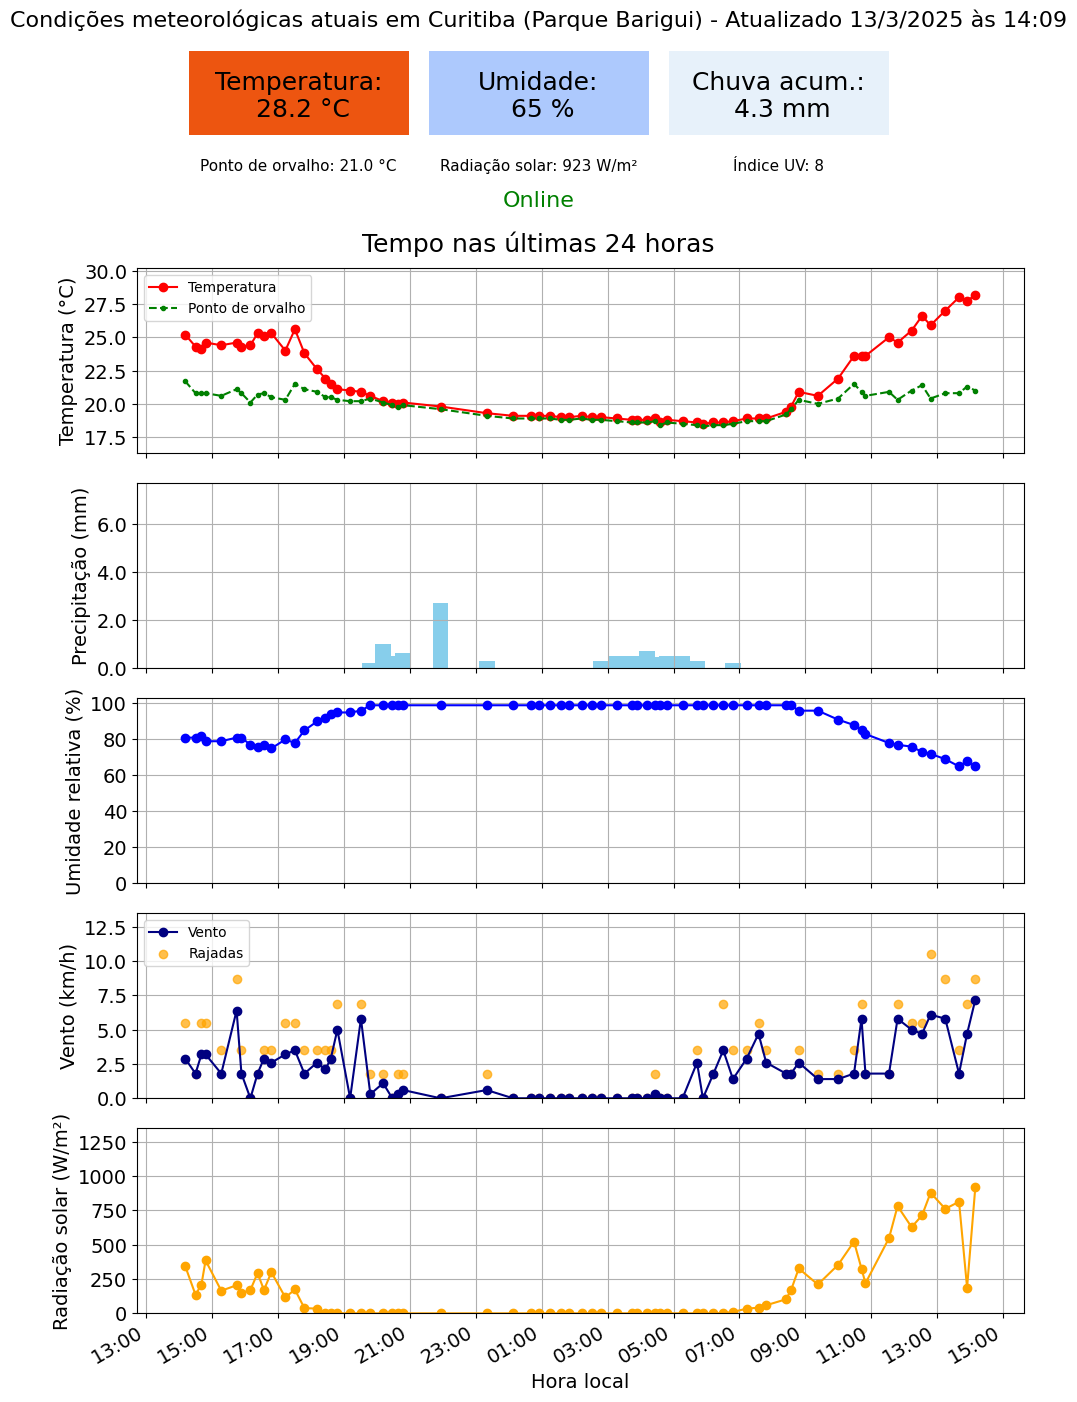 Condições meteorológicas atuais em Curitiba (Parque Barigui) - Atualizado 13/3/2025 às 14:09
Temperatura:
28.2 °C
Umidade:
65 %
Chuva acum.:
4.3 mm
Ponto de orvalho: 21.0 °C
Radiação solar: 923 W/m²
Índice UV: 8
Online
Tempo nas últimas 24 horas
Temperatura (°C)
30.0
27.5
25.0
22.5
20.0
17.5
Temperatura
Ponto de orvalho
Precipitação (mm)
6.0
4.0
2.0
0.0
Umidade relativa (%)
100
80
60
40
20
0
Vento (km/h)
12.5
10.0
7.5
5.0
2.5
0.0
Vento
Rajadas
Radiação solar (W/m²)
1250
1000
750
500
250
0
13:00
15:00
17:00
19:00
21:00
23:00
01:00
03:00
05:00
07:00
09:00
11:00
13:00
15:00
Hora local